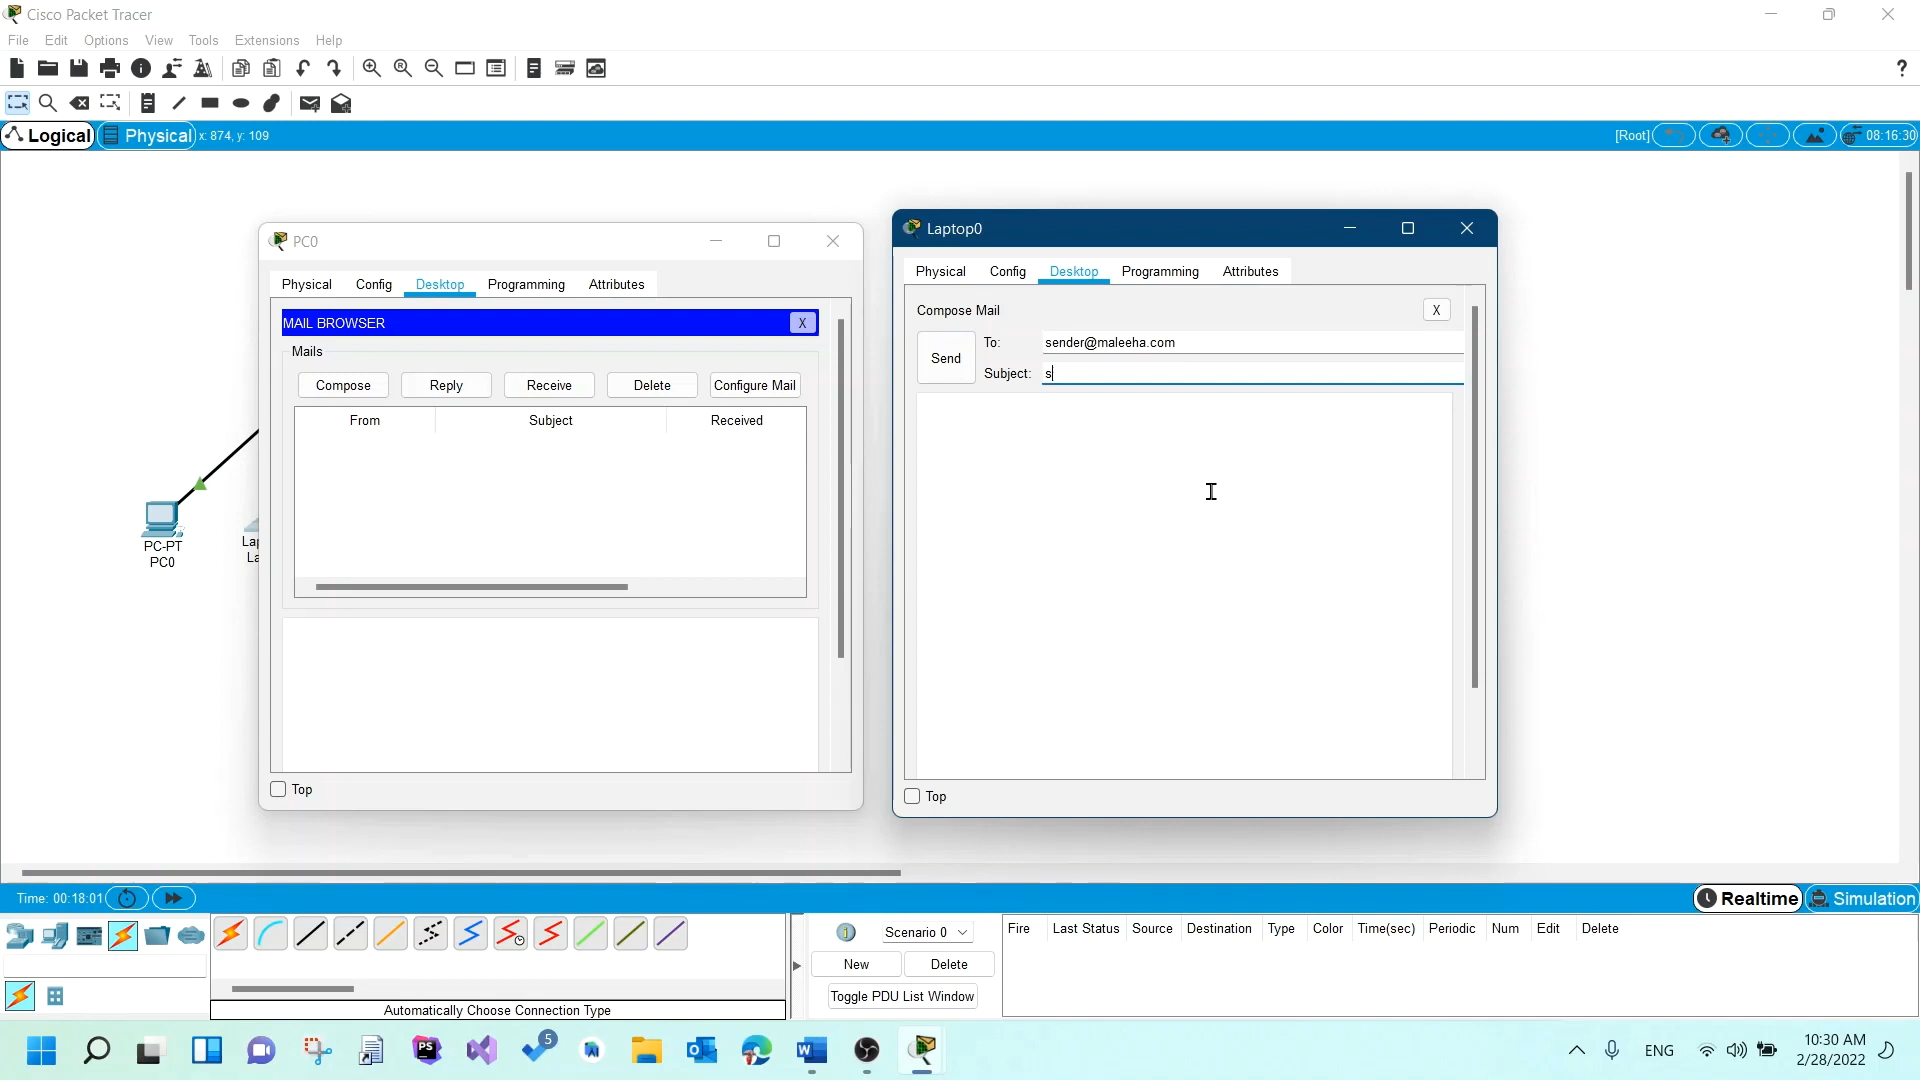 Cisco Packet Tracer
File Edit Options View Tools Extensions Help
?
Logical Physical x: 874, y: 109 [Root] 08:16:30
PC0
Physical Config Desktop Programming Attributes
MAIL BROWSER X
Mails
Compose Reply Receive Delete Configure Mail
From Subject Received
Top
Laptop0
Physical Config Desktop Programming Attributes
Compose Mail X
Send
To: sender@maleeha.com
Subject: s
Top
PC-PT
PC0
Lap
La
Time: 00:18:01 Realtime Simulation
Scenario 0
New Delete
Toggle PDU List Window
Fire Last Status Source Destination Type Color Time(sec) Periodic Num Edit Delete
Automatically Choose Connection Type
PS
5
ENG
10:30 AM
2/28/2022